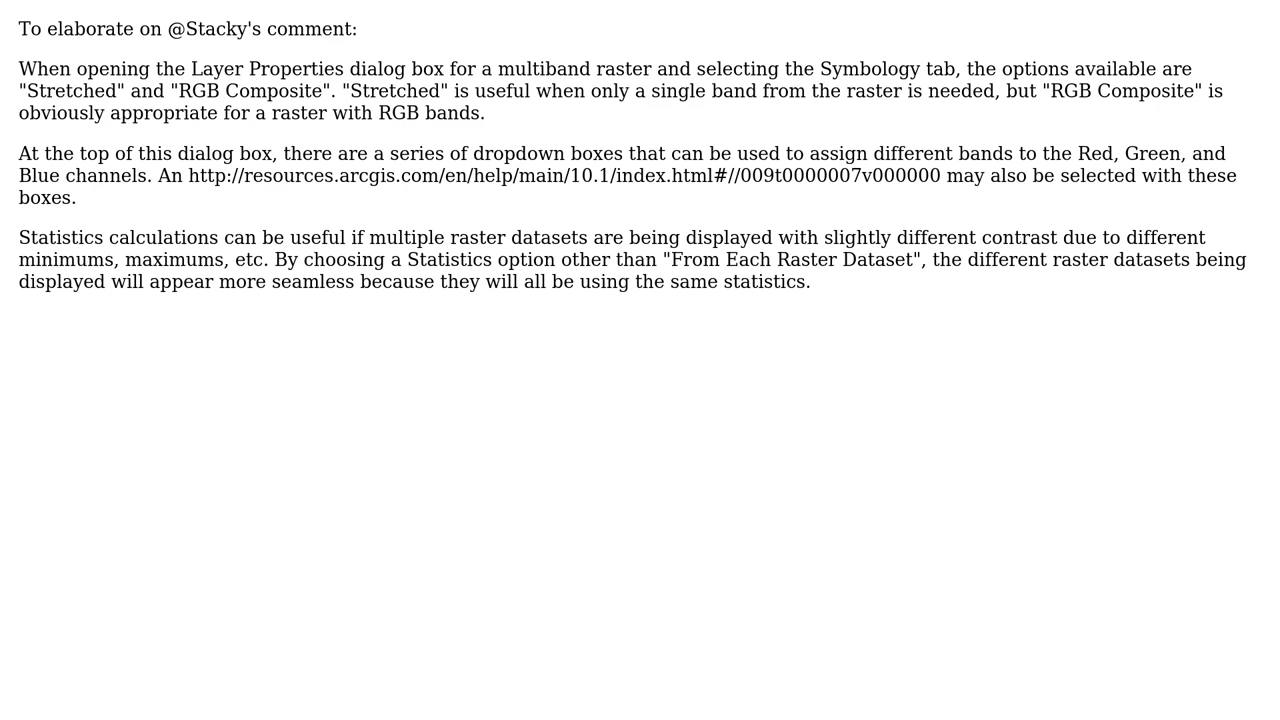 To elaborate on @Stacky's comment:
When opening the Layer Properties dialog box for a multiband raster and selecting the Symbology tab, the options available are
"Stretched" and "RGB Composite". "Stretched" is useful when only a single band from the raster is needed, but "RGB Composite" is
obviously appropriate for a raster with RGB bands.
At the top of this dialog box, there are a series of dropdown boxes that can be used to assign different bands to the Red, Green, and
Blue channels. An http://resources.arcgis.com/en/help/main/10.1/index.html#//009t0000007v000000 may also be selected with these
boxes.
Statistics calculations can be useful if multiple raster datasets are being displayed with slightly different contrast due to different
minimums, maximums, etc. By choosing a Statistics option other than "From Each Raster Dataset", the different raster datasets being
displayed will appear more seamless because they will all be using the same statistics.